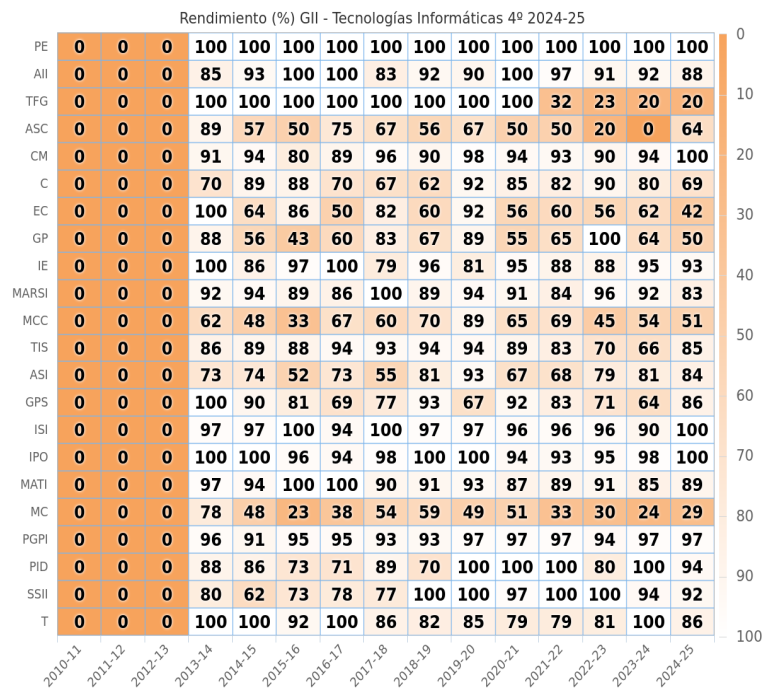 Rendimiento (%) GII - Tecnologías Informáticas 4º 2024-25
PE 0 0 0 100 100 100 100 100 100 100 100 100 100 100 100
AII 0 0 0 85 93 100 100 83 92 90 100 97 91 92 88
TFG 0 0 0 100 100 100 100 100 100 100 100 32 23 20 20
ASC 0 0 0 89 57 50 75 67 56 67 50 50 20 0 64
CM 0 0 0 91 94 80 89 96 90 98 94 93 90 94 100
C 0 0 0 70 89 88 70 67 62 92 85 82 90 80 69
EC 0 0 0 100 64 86 50 82 60 92 56 60 56 62 42
GP 0 0 0 88 56 43 60 83 67 89 55 65 100 64 50
IE 0 0 0 100 86 97 100 79 96 81 95 88 88 95 93
MARSI 0 0 0 92 94 89 86 100 89 94 91 84 96 92 83
MCC 0 0 0 62 48 33 67 60 70 89 65 69 45 54 51
TIS 0 0 0 86 89 88 94 93 94 94 89 83 70 66 85
ASI 0 0 0 73 74 52 73 55 81 93 67 68 79 81 84
GPS 0 0 0 100 90 81 69 77 93 67 92 83 71 64 86
ISI 0 0 0 97 97 100 94 100 97 97 96 96 96 90 100
IPO 0 0 0 100 100 96 94 98 100 100 94 93 95 98 100
MATI 0 0 0 97 94 100 100 90 91 93 87 89 91 85 89
MC 0 0 0 78 48 23 38 54 59 49 51 33 30 24 29
PGPI 0 0 0 96 91 95 95 93 93 97 97 97 94 97 97
PID 0 0 0 88 86 73 71 89 70 100 100 100 80 100 94
SSII 0 0 0 80 62 73 78 77 100 100 97 100 100 94 92
T 0 0 0 100 100 92 100 86 82 85 79 79 81 100 86
2010-11 2011-12 2012-13 2013-14 2014-15 2015-16 2016-17 2017-18 2018-19 2019-20 2020-21 2021-22 2022-23 2023-24 2024-25
0
10
20
30
40
50
60
70
80
90
100